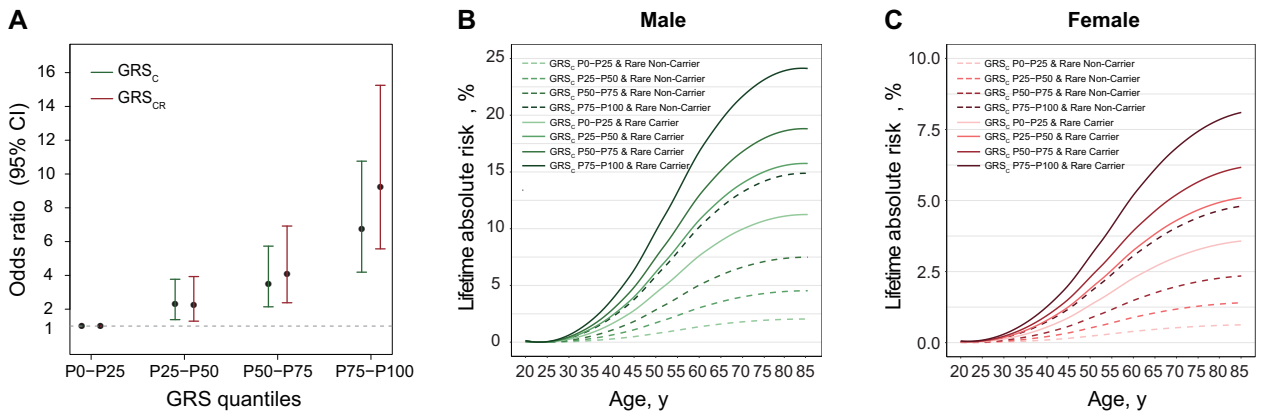 A
Odds ratio (95% CI)
16
14
12
10
8
6
4
2
1
GRSC
GRSCR
P0−P25
P25−P50
P50−P75
P75−P100
GRS quantiles
B
Male
Lifetime absolute risk , %
25
20
15
10
5
0
GRSC P0−P25 & Rare Non−Carrier
GRSC P25−P50 & Rare Non−Carrier
GRSC P50−P75 & Rare Non−Carrier
GRSC P75−P100 & Rare Non−Carrier
GRSC P0−P25 & Rare Carrier
GRSC P25−P50 & Rare Carrier
GRSC P50−P75 & Rare Carrier
GRSC P75−P100 & Rare Carrier
20 25 30 35 40 45 50 55 60 65 70 75 80 85
Age, y
C
Female
Lifetime absolute risk , %
10.0
7.5
5.0
2.5
0.0
GRSC P0−P25 & Rare Non−Carrier
GRSC P25−P50 & Rare Non−Carrier
GRSC P50−P75 & Rare Non−Carrier
GRSC P75−P100 & Rare Non−Carrier
GRSC P0−P25 & Rare Carrier
GRSC P25−P50 & Rare Carrier
GRSC P50−P75 & Rare Carrier
GRSC P75−P100 & Rare Carrier
20 25 30 35 40 45 50 55 60 65 70 75 80 85
Age, y